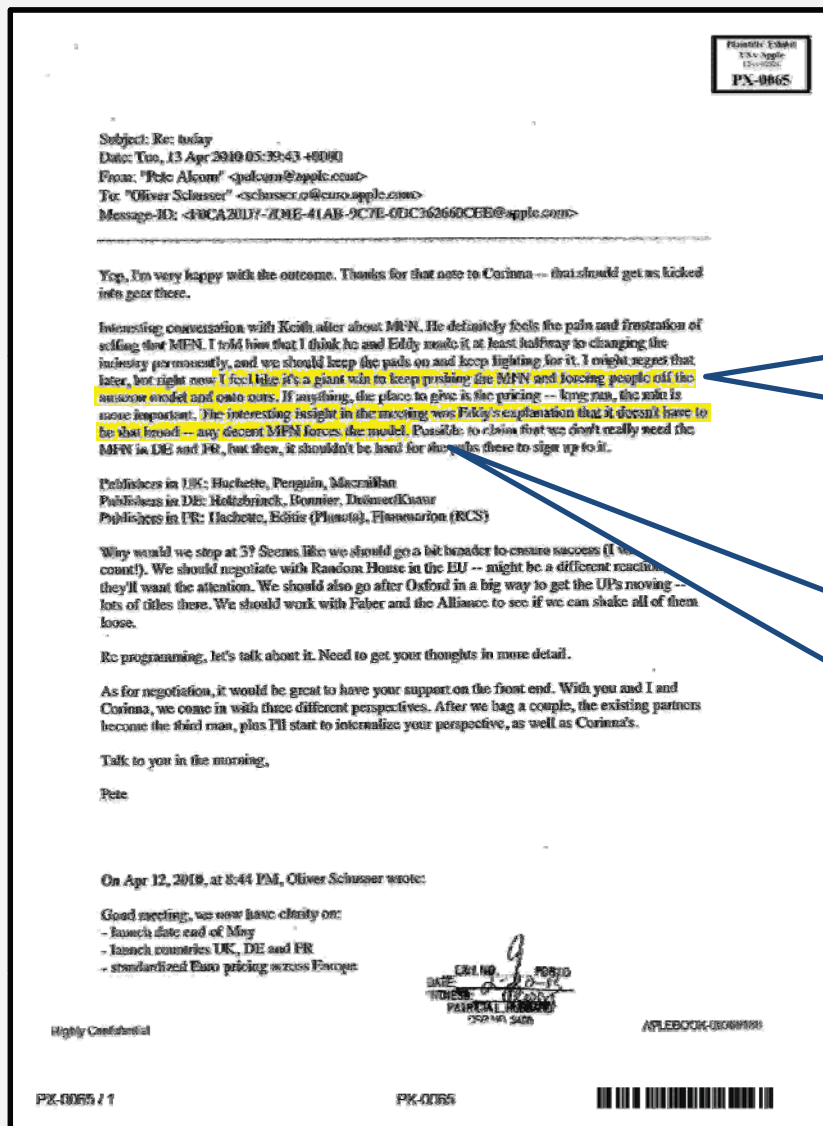 Plaintiffs' Exhibit
US v. Apple
PX-0065
Subject: Re: today
Date: Tue, 13 Apr 2010 05:39:43 +0000
From: "Pete Alcorn" <palcorn@apple.com>
To: "Oliver Schusser" <schusser.o@euro.apple.com>
Message-ID:
Yep, I'm very happy with the outcome. Thanks for that note to Corinna -- that should get us kicked
into gear there.
Interesting conversation with Keith after about MFN. He definitely feels the pain and frustration of
selling that MFN. I told him that I think he and Eddy made it at least halfway to changing the
industry permanently, and we should keep the pads on and keep fighting for it. I might regret that
later, but right now I feel like it's a giant win to keep pushing the MFN and forcing people off the
amazon model and onto ours. If anything, the place to give is the pricing -- long run, the mfn is
more important. The interesting insight in the meeting was Eddy's explanation that it doesn't have to
be that broad -- any decent MFN forces the model. Possible to claim that we don't really need the
MFN in DE and FR, but then, it shouldn't be hard for the pubs there to sign up to it.
Publishers in UK: Hachette, Penguin, Macmillan
Publishers in DE: Holtzbrinck, Bonnier, Drömer/Knaur
Publishers in FR: Hachette, Editis (Planeta), Flammarion (RCS)
Why would we stop at 3? Seems like we should go a bit broader to ensure success (I
count!). We should negotiate with Random House in the EU -- might be a different
they'll want the attention. We should also go after Oxford in a big way to get the UPs moving --
lots of titles there. We should work with Faber and the Alliance to see if we can shake all of them
loose.
Re programming, let's talk about it. Need to get your thoughts in more detail.
As for negotiation, it would be great to have your support on the front end. With you and I and
Corinna, we come in with three different perspectives. After we bag a couple, the existing partners
become the third man, plus I'll start to internalize your perspective, as well as Corinna's.
Talk to you in the morning,
Pete
On Apr 12, 2010, at 8:44 PM, Oliver Schusser wrote:
Good meeting, we now have clarity on:
- launch date end of May
- launch countries UK, DE and FR
- standardized Euro pricing across Europe
DATE:
WITNESS:
Highly Confidential
PX-0065 / 1
PX-0065